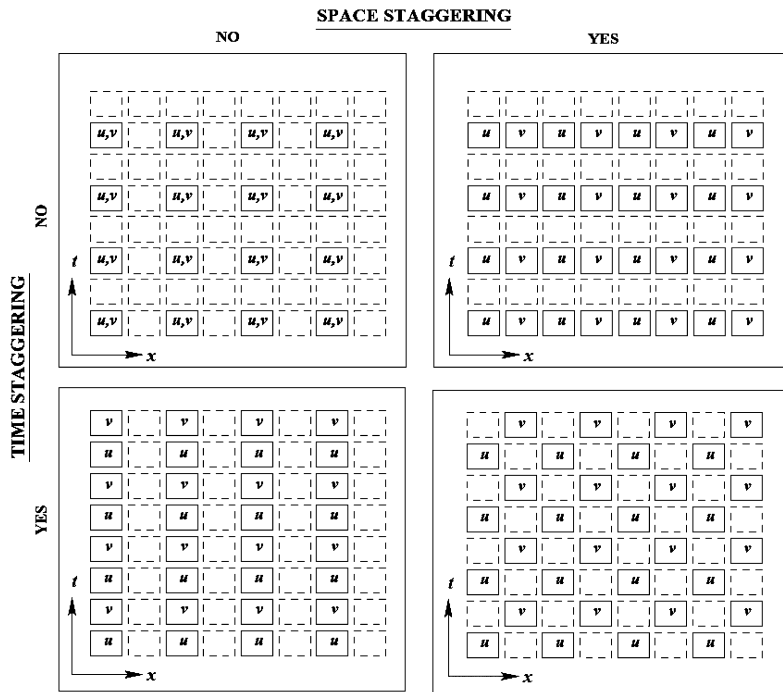 SPACE STAGGERING
NO YES
u,v u,v u,v u,v
u v u v u v u v
u,v u,v u,v u,v
u v u v u v u v
NO
u,v u,v u,v u,v
t
u v u v u v u v
t
u,v u,v u,v u,v
u v u v u v u v
x
x
TIME STAGGERING
v v v v
v v v v
u u u u
u u u u
v v v v
v v v v
u u u u
u u u u
YES
v v v v
v v v v
t
u u u u
t
u u u u
v v v v
v v v v
u u u u
u u u u
x
x